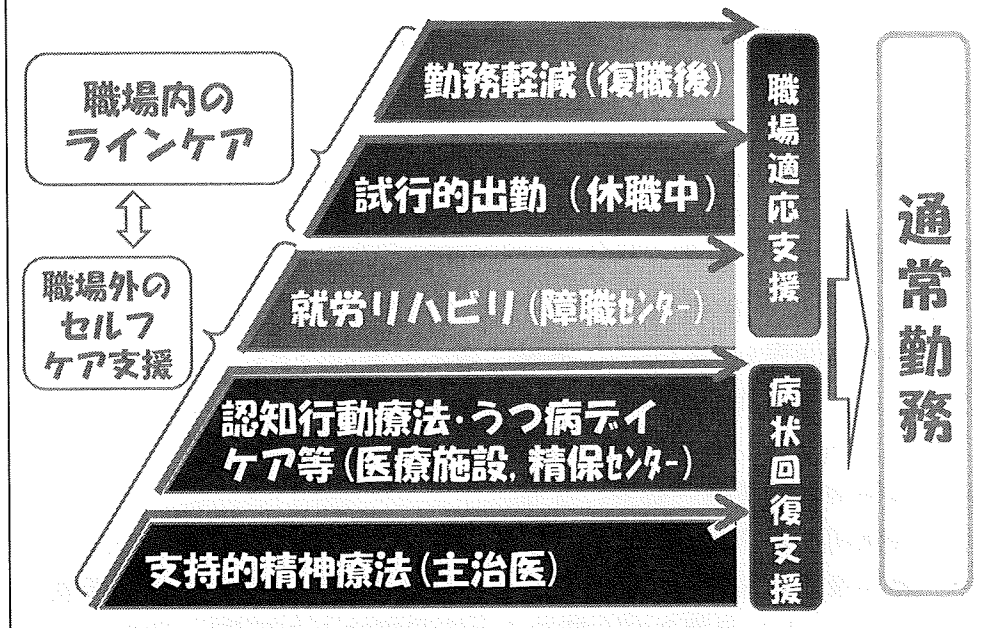 職場内の
ラインケア
職場外の
セルフ
ケア支援
勤務軽減(復職後)
試行的出勤(休職中)
就労リハビリ(障職センター)
認知行動療法・うつ病デイ
ケア等(医療施設,精保センター)
支持的精神療法(主治医)
職場適応支援
病状回復支援
通常勤務